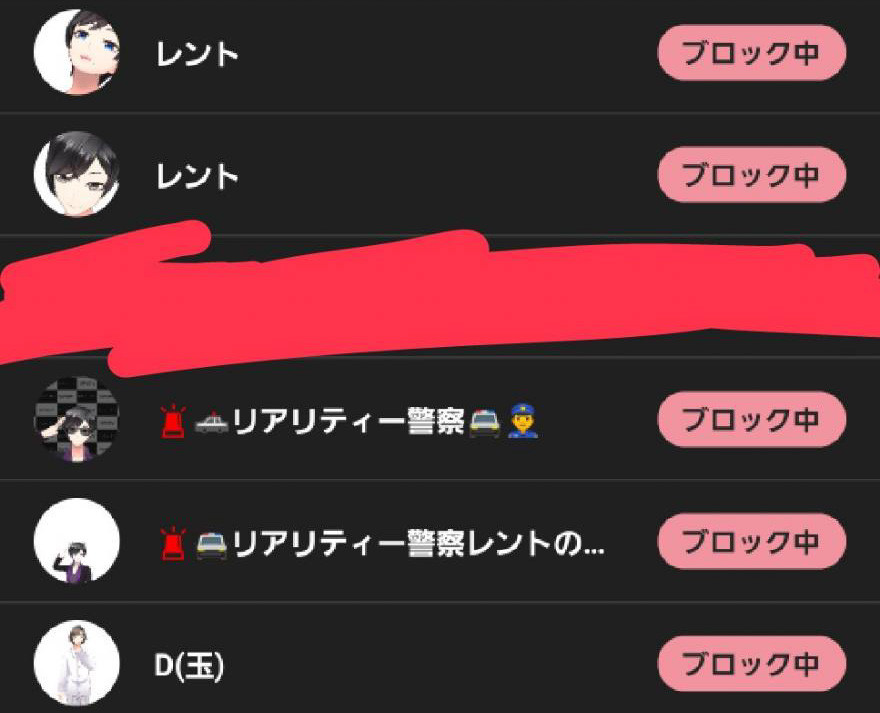 レント ブロック中
レント ブロック中
🚨🚓リアリティー警察🚔👮 ブロック中
🚨🚔リアリティー警察レントの... ブロック中
D(玉) ブロック中